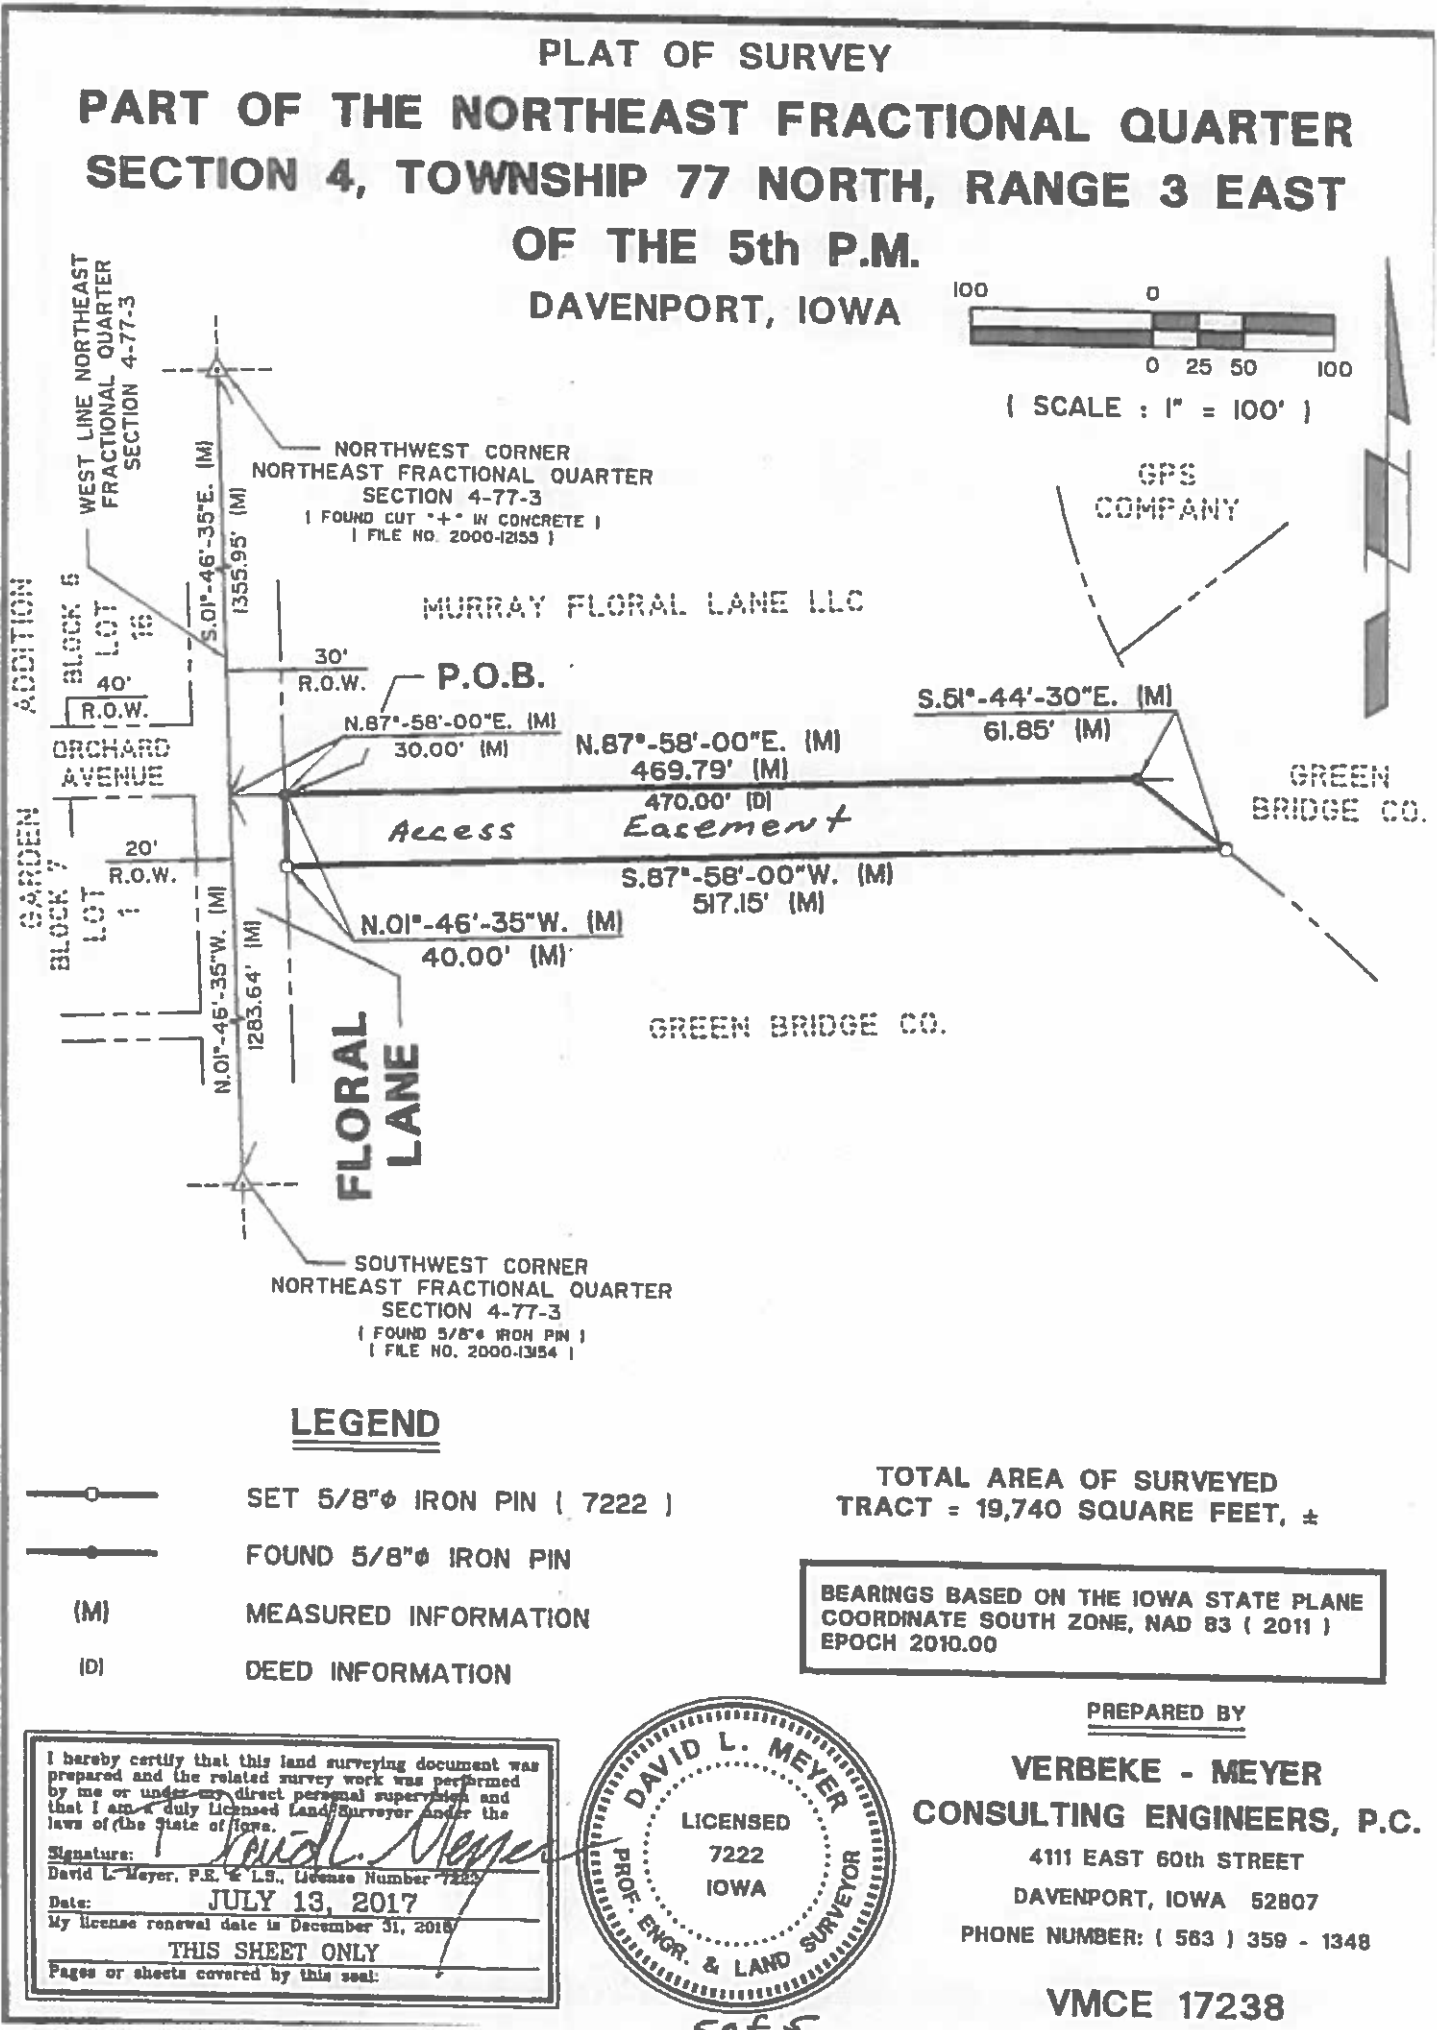 PLAT OF SURVEY
PART OF THE NORTHEAST FRACTIONAL QUARTER
SECTION 4, TOWNSHIP 77 NORTH, RANGE 3 EAST
OF THE 5th P.M.
DAVENPORT, IOWA
100 0
0 25 50 100
( SCALE : 1" = 100' )
WEST LINE NORTHEAST
FRACTIONAL QUARTER
SECTION 4-77-3
NORTHWEST CORNER
NORTHEAST FRACTIONAL QUARTER
SECTION 4-77-3
( FOUND CUT "+" IN CONCRETE )
( FILE NO. 2000-12155 )
GPS
COMPANY
S.01°-46'-35"E. (M)
1355.95' (M)
MURRAY FLORAL LANE LLC
ADDITION
BLOCK 5
LOT
16
40'
R.O.W.
30'
R.O.W.
P.O.B.
N.87°-58'-00"E. (M)
30.00' (M)
N.87°-58'-00"E. (M)
469.79' (M)
470.00' (D)
S.51°-44'-30"E. (M)
61.85' (M)
ORCHARD
AVENUE
GREEN
BRIDGE CO.
Access Easement
GARDEN
BLOCK 7
LOT
1
20'
R.O.W.
S.87°-58'-00"W. (M)
517.15' (M)
N.01°-46'-35"W. (M)
40.00' (M)
N.01°-46'-35"W. (M)
1283.64' (M)
GREEN BRIDGE CO.
FLORAL
LANE
SOUTHWEST CORNER
NORTHEAST FRACTIONAL QUARTER
SECTION 4-77-3
( FOUND 5/8"ϕ IRON PIN )
( FILE NO. 2000-13154 )
LEGEND
SET 5/8"ϕ IRON PIN ( 7222 )
FOUND 5/8"ϕ IRON PIN
(M) MEASURED INFORMATION
(D) DEED INFORMATION
TOTAL AREA OF SURVEYED
TRACT = 19,740 SQUARE FEET, ±
BEARINGS BASED ON THE IOWA STATE PLANE
COORDINATE SOUTH ZONE, NAD 83 ( 2011 )
EPOCH 2010.00
I hereby certify that this land surveying document was
prepared and the related survey work was performed
by me or under my direct personal supervision and
that I am a duly Licensed Land Surveyor under the
laws of the State of Iowa.
Signature: David L. Meyer
David L. Meyer, P.E. & L.S., License Number 7222
Date: JULY 13, 2017
My license renewal date is December 31, 2018
THIS SHEET ONLY
Pages or sheets covered by this seal:
DAVID L. MEYER
LICENSED
7222
IOWA
PROF. ENGR. & LAND SURVEYOR
PREPARED BY
VERBEKE - MEYER
CONSULTING ENGINEERS, P.C.
4111 EAST 60th STREET
DAVENPORT, IOWA 52807
PHONE NUMBER: ( 563 ) 359 - 1348
VMCE 17238
5 of 5